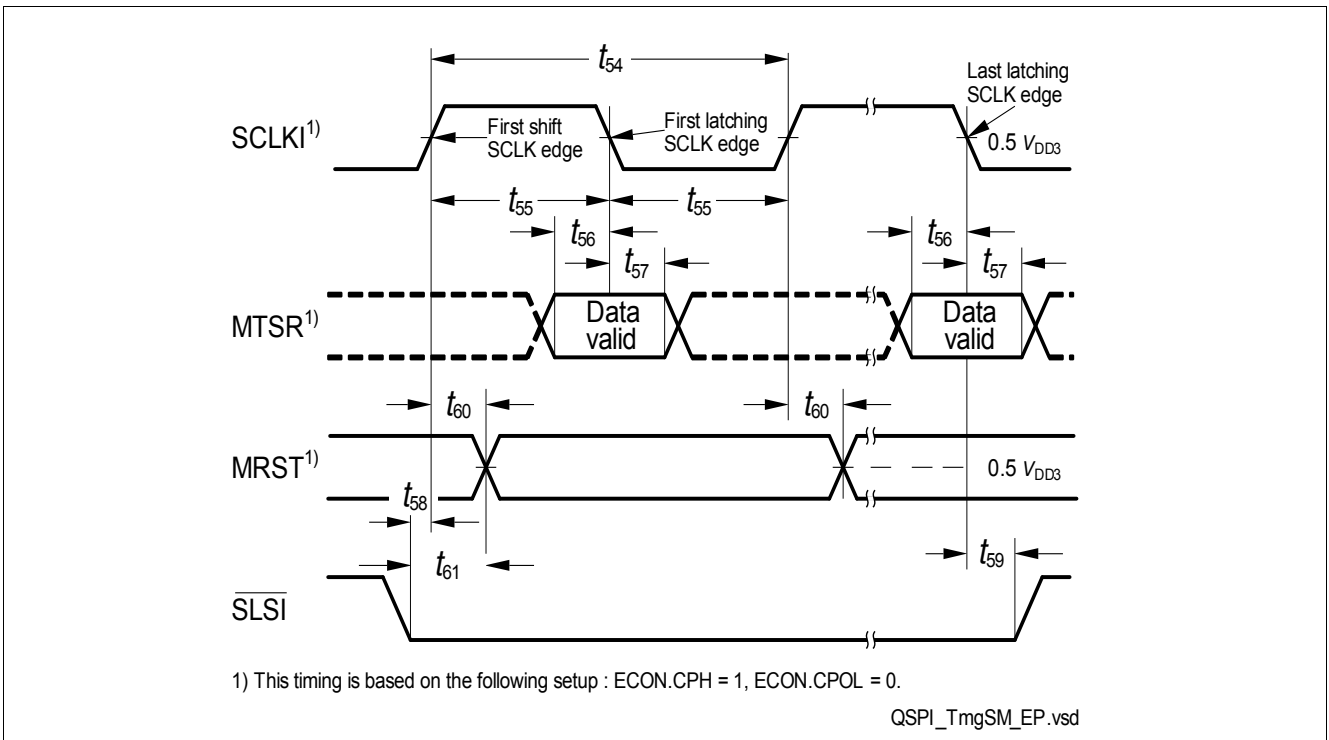 t54
Last latching
SCLK edge
SCLKI1)
First shift
SCLK edge
First latching
SCLK edge
0.5 VDD3
t55
t55
t56
t56
t57
t57
MTSR1)
Data
valid
Data
valid
t60
t60
MRST1)
0.5 VDD3
t58
t61
t59
SLSI
1) This timing is based on the following setup : ECON.CPH = 1, ECON.CPOL = 0.
QSPI_TmgSM_EP.vsd